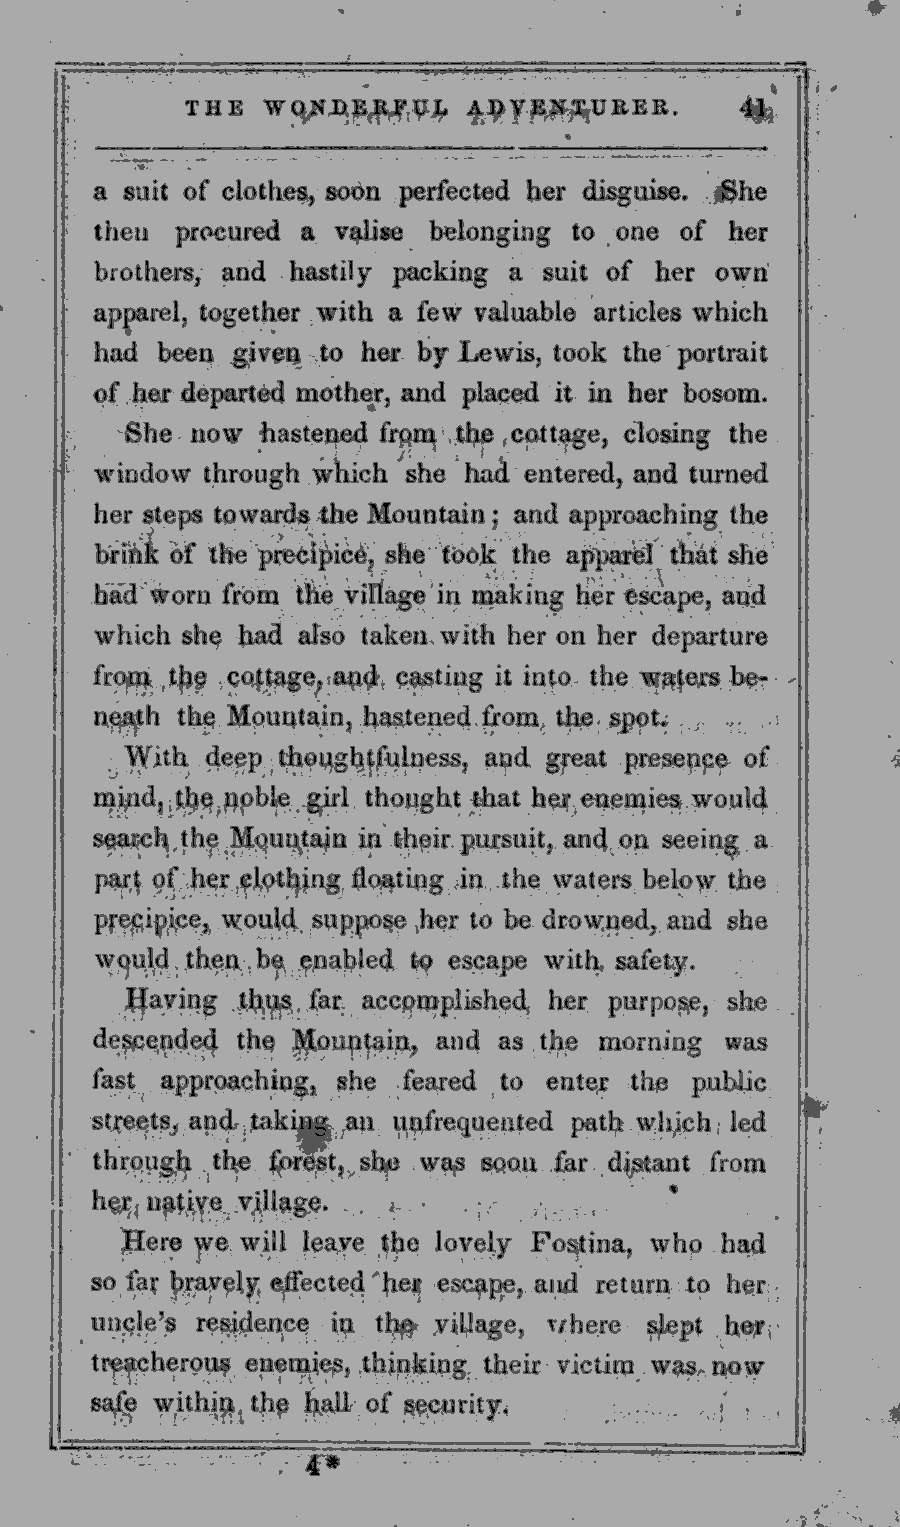 THE WONDERFUL ADVENTURER. 41
a suit of clothes, soon perfected her disguise. She
then procured a valise belonging to one of her
brothers, and hastily packing a suit of her own
apparel, together with a few valuable articles which
had been given to her by Lewis, took the portrait
of her departed mother, and placed it in her bosom.
She now hastened from the cottage, closing the
window through which she had entered, and turned
her steps towards the Mountain; and approaching the
brink of the precipice, she took the apparel that she
had worn from the village in making her escape, and
which she had also taken with her on her departure
from the cottage, and casting it into the waters be-
neath the Mountain, hastened from the spot.
With deep thoughtfulness, and great presence of
mind, the noble girl thought that her enemies would
search the Mountain in their pursuit, and on seeing a
part of her clothing floating in the waters below the
precipice, would suppose her to be drowned, and she
would then be enabled to escape with safety.
Having thus far accomplished her purpose, she
descended the Mountain, and as the morning was
fast approaching, she feared to enter the public
streets, and taking an unfrequented path which led
through the forest, she was soon far distant from
her native village.
Here we will leave the lovely Fostina, who had
so far bravely effected her escape, and return to her
uncle's residence in the village, where slept her
treacherous enemies, thinking their victim was now
safe within the hall of security.
4*